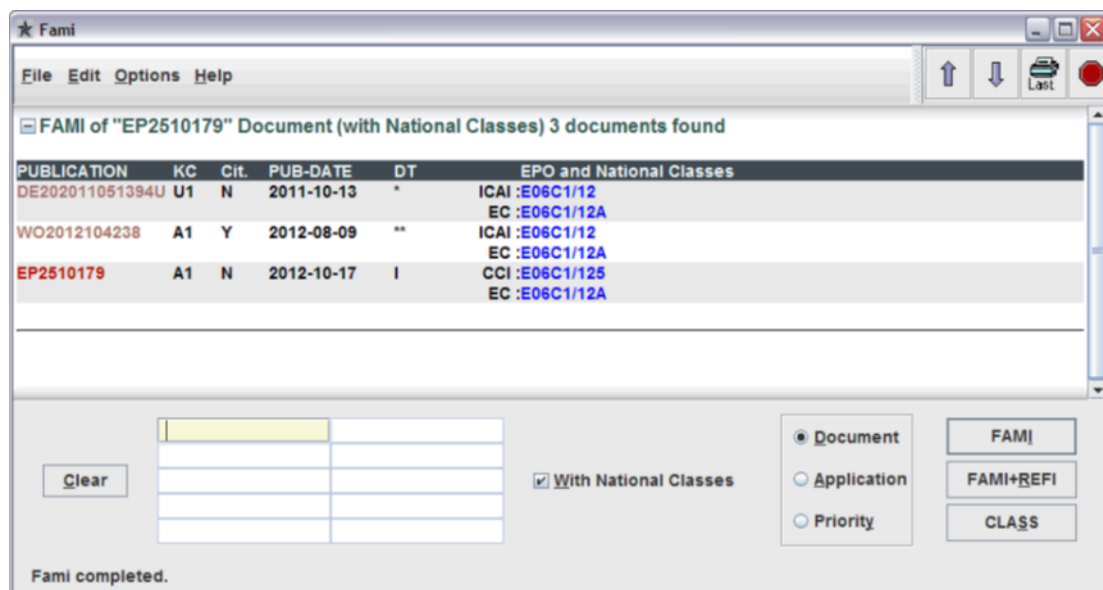 Fami
File Edit Options Help
Last
FAMI of "EP2510179" Document (with National Classes) 3 documents found
PUBLICATION KC Cit. PUB-DATE DT EPO and National Classes
DE202011051394U U1 N 2011-10-13 * ICAI :E06C1/12
EC :E06C1/12A
WO2012104238 A1 Y 2012-08-09 ** ICAI :E06C1/12
EC :E06C1/12A
EP2510179 A1 N 2012-10-17 I CCI :E06C1/125
EC :E06C1/12A
Document FAMI
Clear With National Classes Application FAMI+REFI
Priority CLASS
Fami completed.